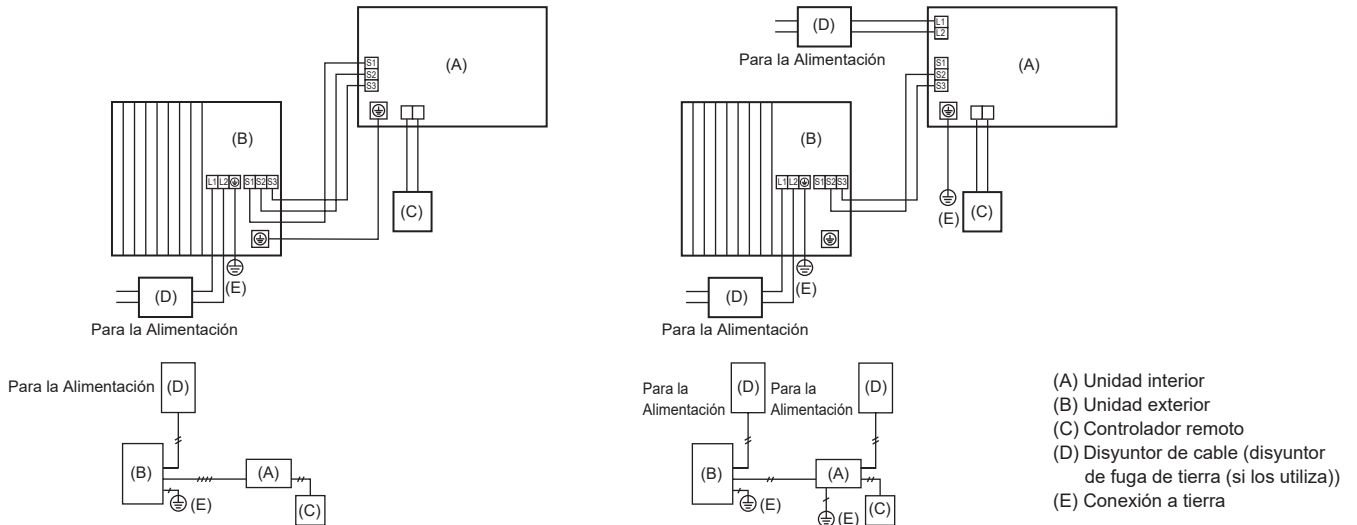 (A)
S1
S2
S3
(B)
L1 L2 S1 S2 S3
(C)
(D)
(E)
Para la Alimentación
(D)
L1
L2
Para la Alimentación
(A)
S1
S2
S3
(B)
L1 L2 S1 S2 S3
(E)
(C)
(D)
(E)
Para la Alimentación
Para la Alimentación
(D)
(B)
(A)
(E)
(C)
Para la
Alimentación
(D)
Para la
Alimentación
(D)
(B)
(A)
(E)
(C)
(A) Unidad interior
(B) Unidad exterior
(C) Controlador remoto
(D) Disyuntor de cable (disyuntor
de fuga de tierra (si los utiliza))
(E) Conexión a tierra